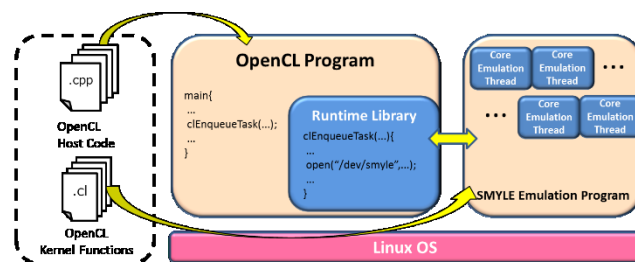 .cpp
OpenCL
Host Code
.cl
OpenCL
Kernel Functions
OpenCL Program
main{
...
clEnqueueTask(...);
...
}
Runtime Library
clEnqueueTask(...){
...
open("/dev/smyle",...);
...
}
Core
Emulation
Thread
Core
Emulation
Thread
...
...
Core
Emulation
Thread
Core
Emulation
Thread
SMYLE Emulation Program
Linux OS